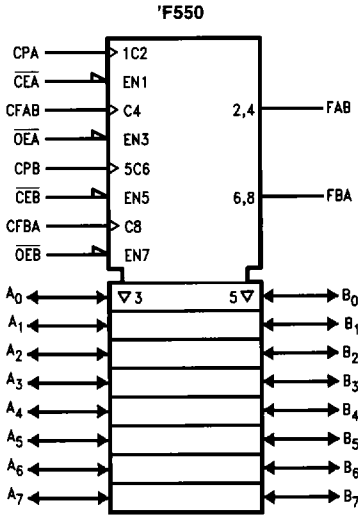 'F550
CPA 1C2
CEA EN1
CFAB C4 2,4 FAB
OEA EN3
CPB 5C6
CEB EN5 6,8 FBA
CFBA C8
OEB EN7
A0 ▽3 5▽ B0
A1 B1
A2 B2
A3 B3
A4 B4
A5 B5
A6 B6
A7 B7